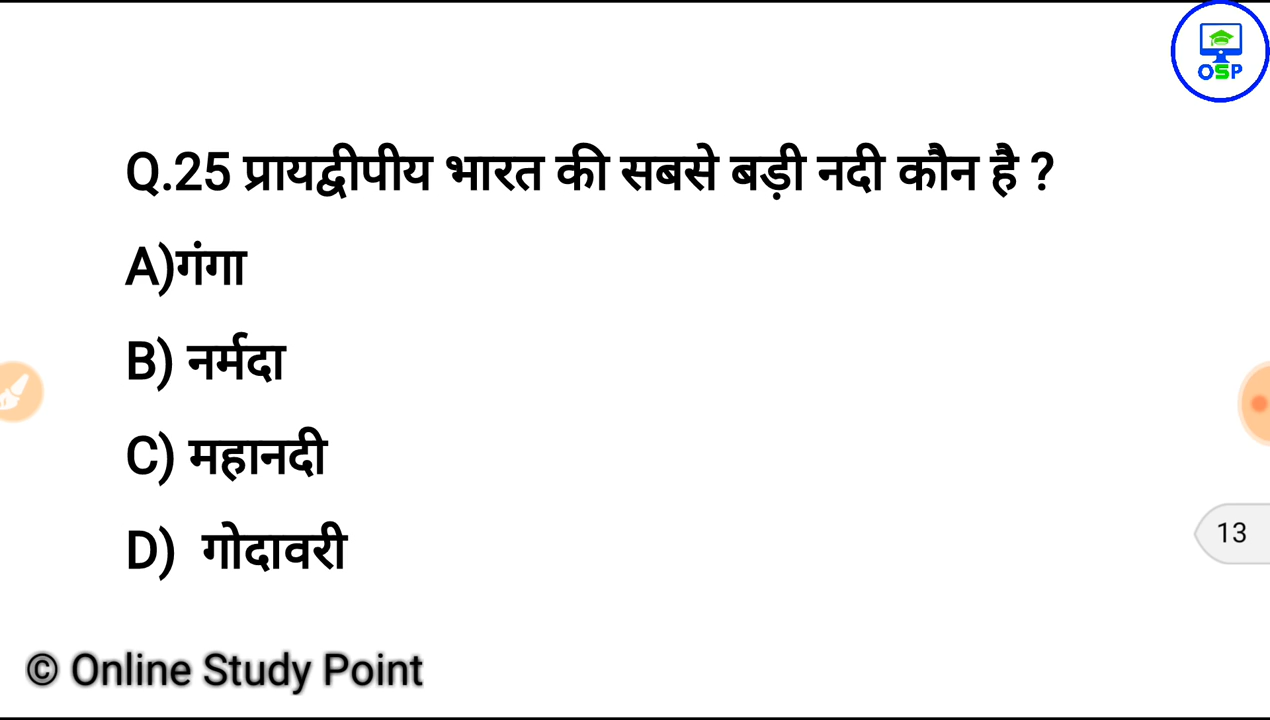 OSP
Q.25 प्रायद्वीपीय भारत की सबसे बड़ी नदी कौन है ?
A)गंगा
B) नर्मदा
C) महानदी
D) गोदावरी
13
© Online Study Point